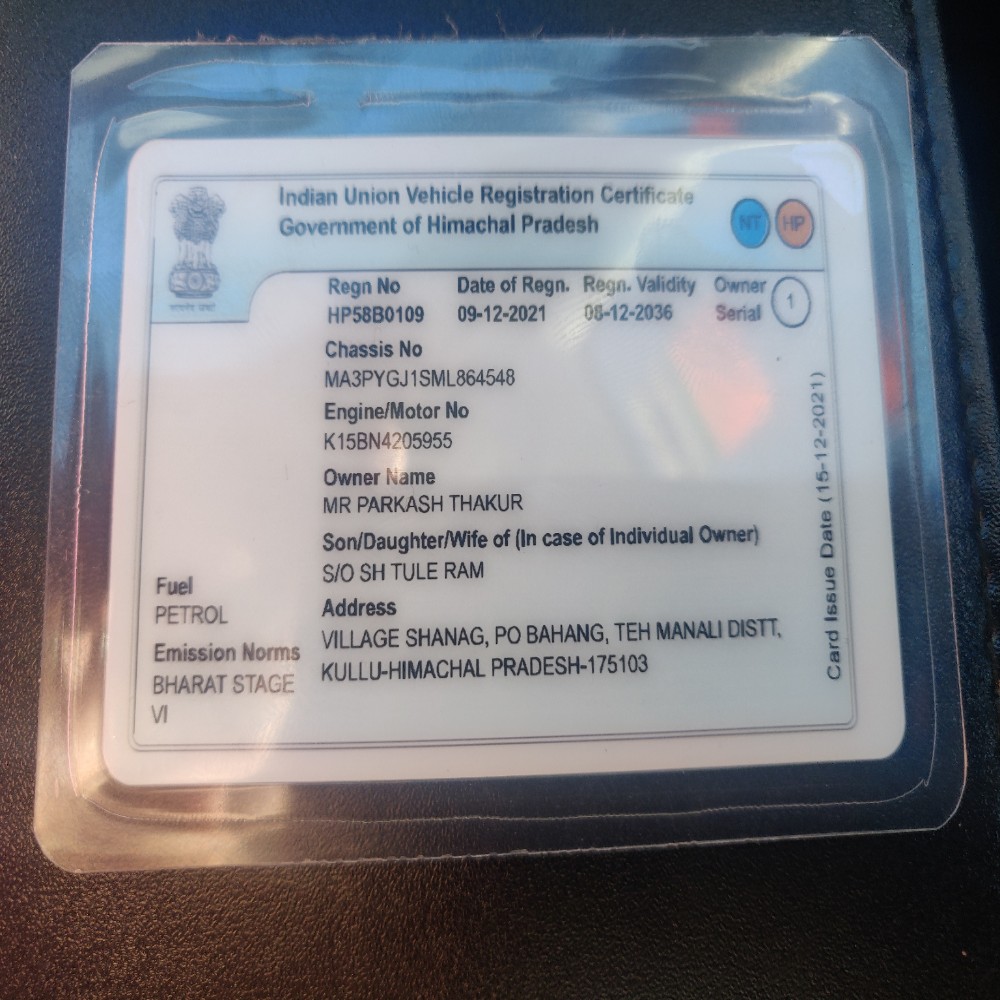 Indian Union Vehicle Registration Certificate
Government of Himachal Pradesh
NT HP
Regn No Date of Regn. Regn. Validity Owner Serial 1
HP58B0109 09-12-2021 08-12-2036
Chassis No
MA3PYGJ1SML864548
Engine/Motor No
K15BN4205955
Owner Name
MR PARKASH THAKUR
Son/Daughter/Wife of (In case of Individual Owner)
S/O SH TULE RAM
Address
VILLAGE SHANAG, PO BAHANG, TEH MANALI DISTT,
KULLU-HIMACHAL PRADESH-175103
Fuel
PETROL
Emission Norms
BHARAT STAGE
VI
Card Issue Date (15-12-2021)